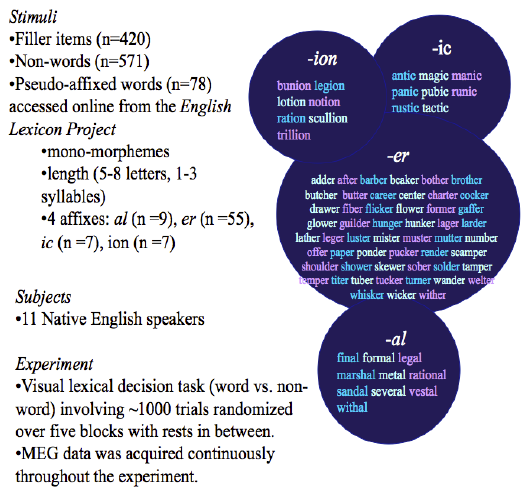 Stimuli
•Filler items (n=420)
•Non-words (n=571)
•Pseudo-affixed words (n=78)
accessed online from the English
Lexicon Project
•mono-morphemes
•length (5-8 letters, 1-3
syllables)
•4 affixes: al (n =9), er (n =55),
ic (n =7), ion (n =7)
Subjects
•11 Native English speakers
Experiment
•Visual lexical decision task (word vs. non-
word) involving ~1000 trials randomized
over five blocks with rests in between.
•MEG data was acquired continuously
throughout the experiment.
-ion
bunion legion
lotion notion
ration scullion
trillion
-ic
antic magic manic
panic pubic runic
rustic tactic
-er
adder after barber beaker bother brother
butcher butter career center charter cocker
drawer fiber flicker flower former gaffer
glower guilder hunger hunker lager larder
lather leger luster mister muster mutter number
offer paper ponder pucker render scamper
shoulder shower skewer sober solder tamper
temper titer tuber tucker turner wander welter
whisker wicker wither
-al
final formal legal
marshal metal rational
sandal several vestal
withal